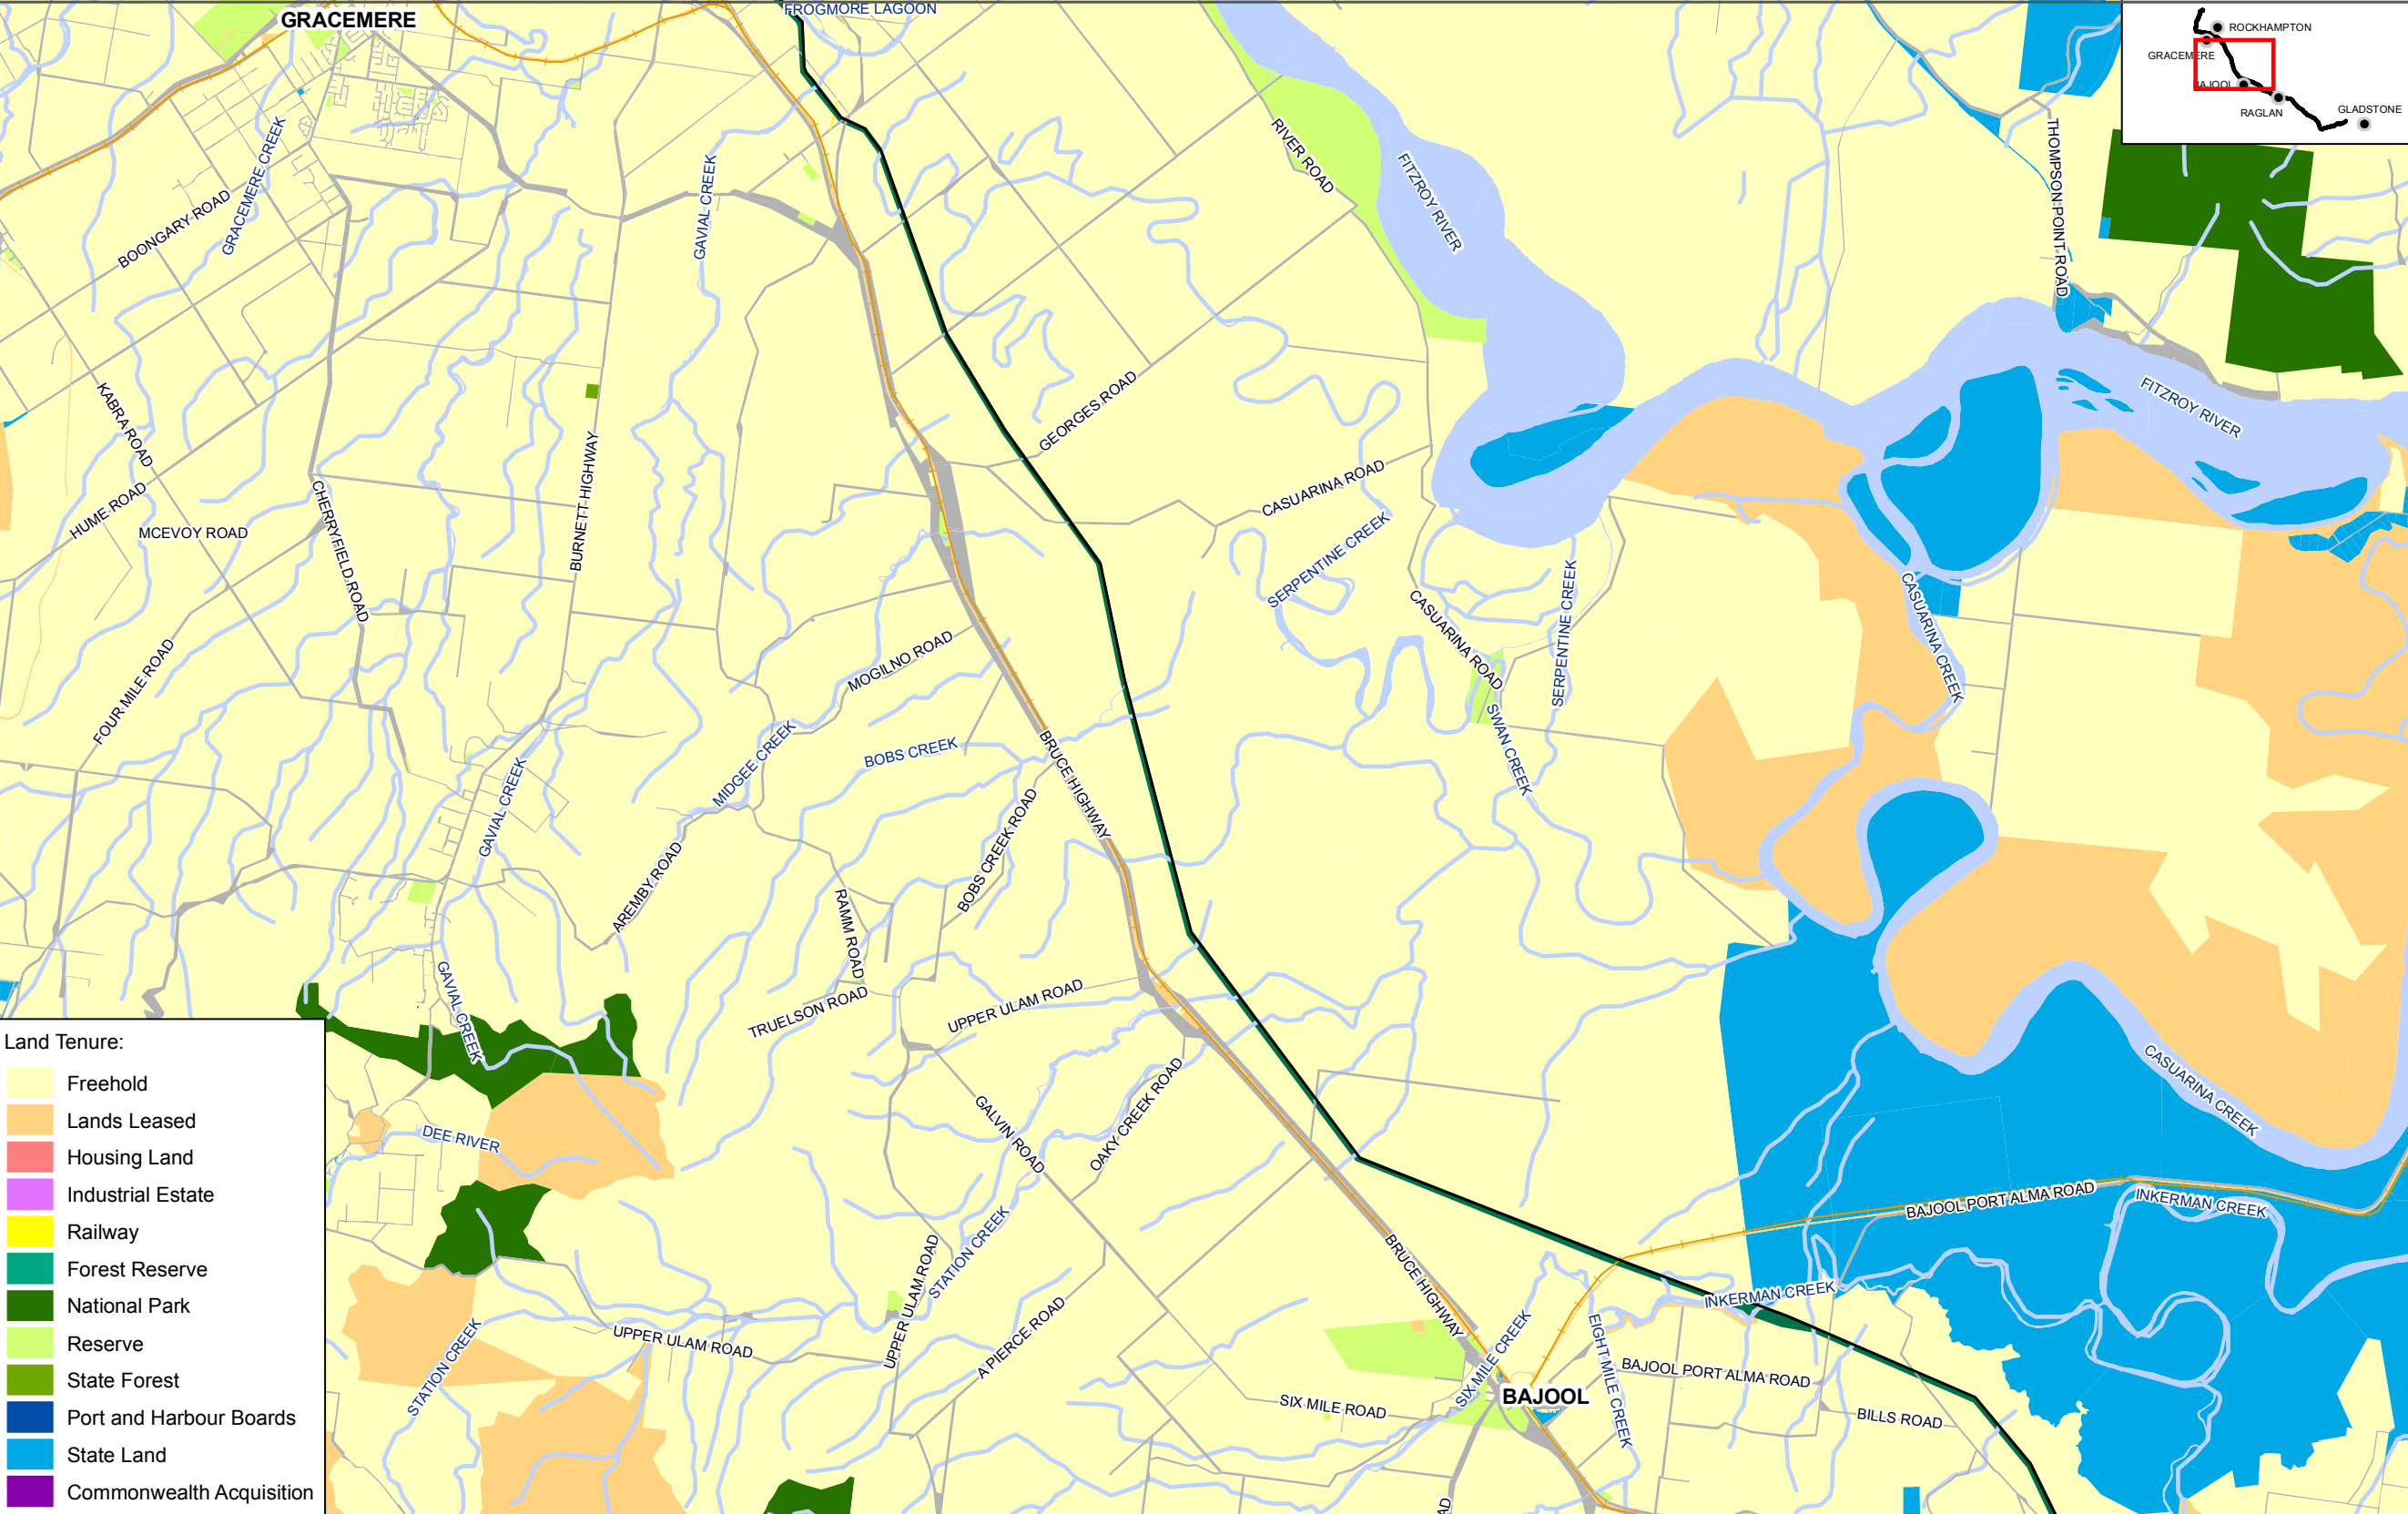 GRACEMERE
FROGMORE LAGOON
ROCKHAMPTON
GRACEMERE
BAJOOL
RAGLAN
GLADSTONE
RIVER ROAD
FITZROY RIVER
THOMPSON POINT ROAD
GRACEMERE CREEK
BOONGARY ROAD
GAVIAL CREEK
KABRA ROAD
HUME ROAD
MCEVOY ROAD
CHERRYFIELD ROAD
BURNETT HIGHWAY
GEORGES ROAD
CASUARINA ROAD
SERPENTINE CREEK
FITZROY RIVER
FOUR MILE ROAD
MOGILNO ROAD
CASUARINA ROAD
SERPENTINE CREEK
CASUARINA CREEK
SWAN CREEK
MIDGEE CREEK
BOBS CREEK
BRUCE HIGHWAY
GAVIAL CREEK
BOBS CREEK ROAD
AREMBY ROAD
RAMM ROAD
GAVIAL CREEK
TRUELSON ROAD
UPPER ULAM ROAD
GALVIN ROAD
OAKY CREEK ROAD
CASUARINA CREEK
DEE RIVER
BAJOOL PORT ALMA ROAD
INKERMAN CREEK
STATION CREEK
UPPER ULAM ROAD
BRUCE HIGHWAY
INKERMAN CREEK
STATION CREEK
UPPER ULAM ROAD
A PIERCE ROAD
SIX MILE CREEK
EIGHT MILE CREEK
BAJOOL PORT ALMA ROAD
SIX MILE ROAD
BAJOOL
BILLS ROAD
Land Tenure:
Freehold
Lands Leased
Housing Land
Industrial Estate
Railway
Forest Reserve
National Park
Reserve
State Forest
Port and Harbour Boards
State Land
Commonwealth Acquisition